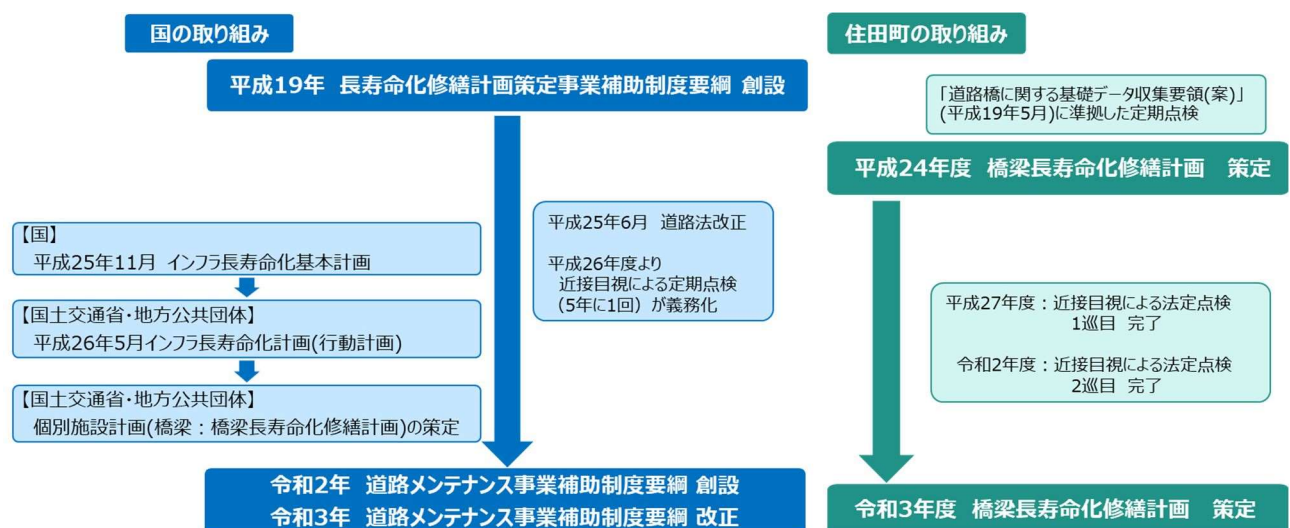 国の取り組み
平成19年 長寿命化修繕計画策定事業補助制度要綱 創設
平成25年6月 道路法改正
平成26年度より
近接目視による定期点検
(5年に1回) が義務化
【国】
平成25年11月 インフラ長寿命化基本計画
【国土交通省・地方公共団体】
平成26年5月インフラ長寿命化計画(行動計画)
【国土交通省・地方公共団体】
個別施設計画(橋梁：橋梁長寿命化修繕計画)の策定
令和2年 道路メンテナンス事業補助制度要綱 創設
令和3年 道路メンテナンス事業補助制度要綱 改正
住田町の取り組み
「道路橋に関する基礎データ収集要領(案)」
(平成19年5月)に準拠した定期点検
平成24年度 橋梁長寿命化修繕計画 策定
平成27年度：近接目視による法定点検
1巡目 完了
令和2年度：近接目視による法定点検
2巡目 完了
令和3年度 橋梁長寿命化修繕計画 策定